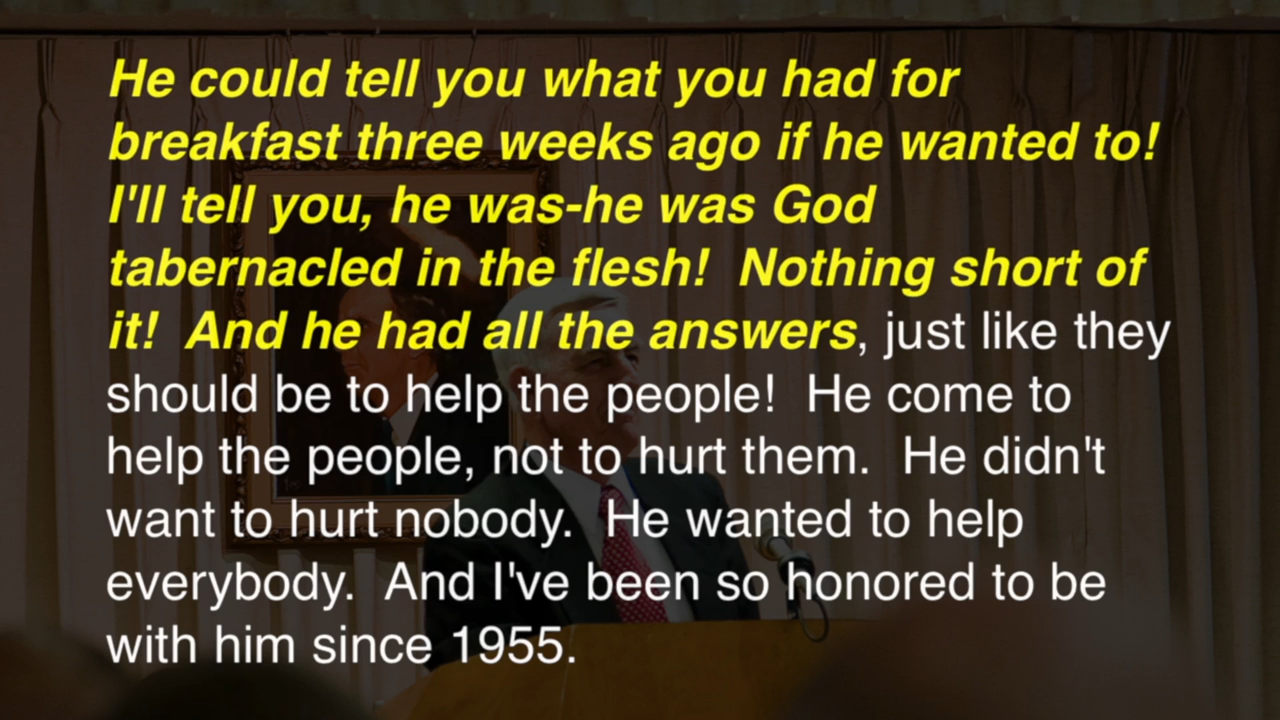 He could tell you what you had for
breakfast three weeks ago if he wanted to!
I'll tell you, he was-he was God
tabernacled in the flesh!  Nothing short of
it!  And he had all the answers, just like they
should be to help the people!  He come to
help the people, not to hurt them.  He didn't
want to hurt nobody.  He wanted to help
everybody.  And I've been so honored to be
with him since 1955.